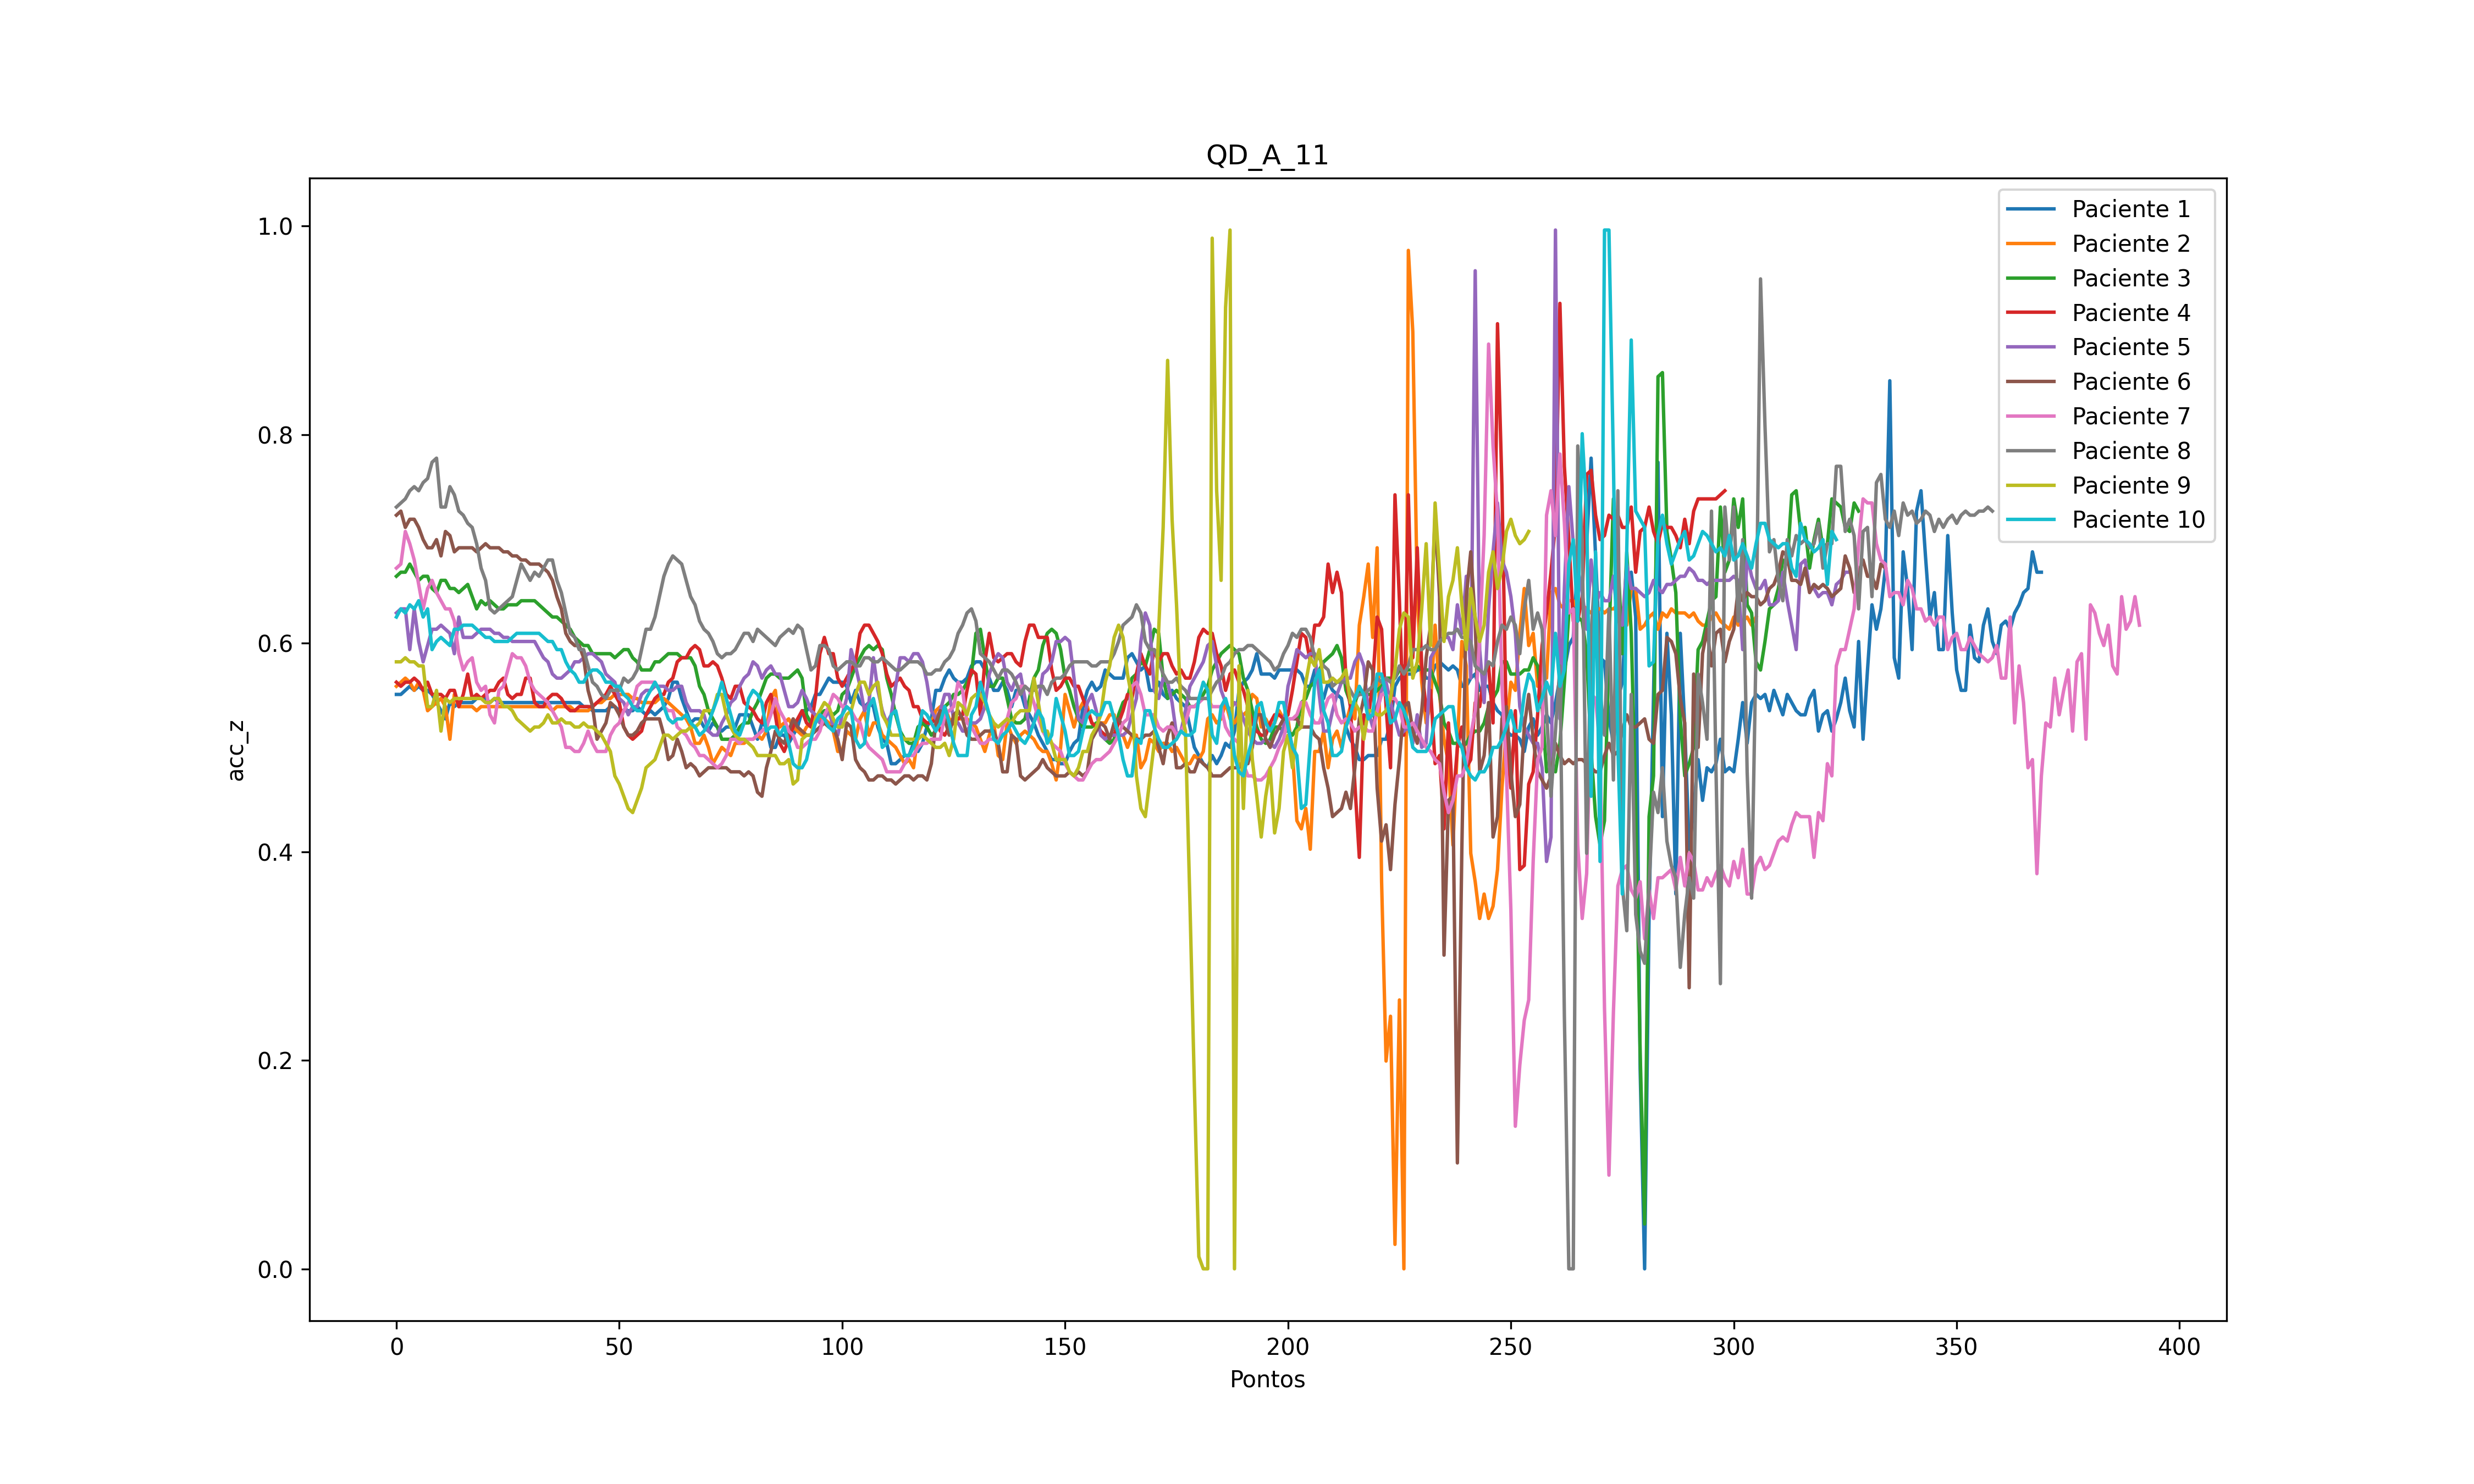 QD_A_11
1.0
0.8
0.6
0.4
0.2
0.0
acc_z
0 50 100 150 200 250 300 350 400
Pontos
Paciente 1
Paciente 2
Paciente 3
Paciente 4
Paciente 5
Paciente 6
Paciente 7
Paciente 8
Paciente 9
Paciente 10